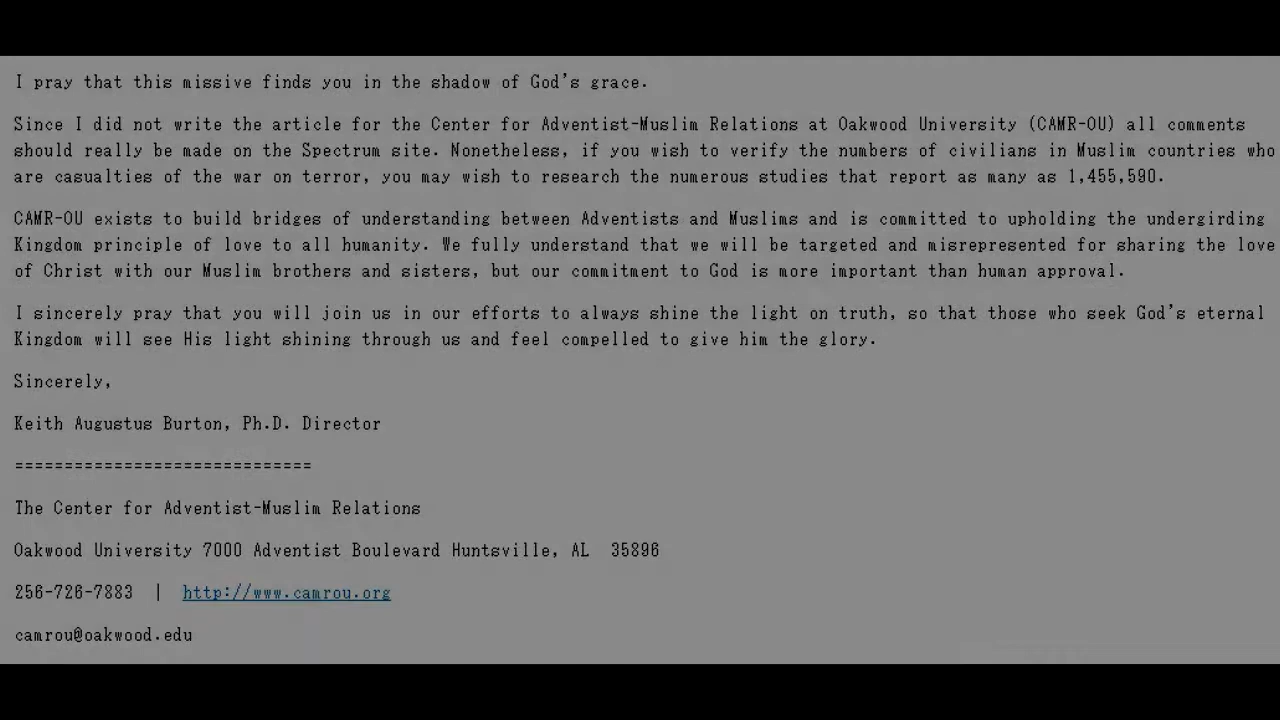 I pray that this missive finds you in the shadow of God's grace.
Since I did not write the article for the Center for Adventist-Muslim Relations at Oakwood University (CAMR-OU) all comments
should really be made on the Spectrum site. Nonetheless, if you wish to verify the numbers of civilians in Muslim countries who
are casualties of the war on terror, you may wish to research the numerous studies that report as many as 1,455,590.
CAMR-OU exists to build bridges of understanding between Adventists and Muslims and is committed to upholding the undergirding
Kingdom principle of love to all humanity. We fully understand that we will be targeted and misrepresented for sharing the love
of Christ with our Muslim brothers and sisters, but our commitment to God is more important than human approval.
I sincerely pray that you will join us in our efforts to always shine the light on truth, so that those who seek God's eternal
Kingdom will see His light shining through us and feel compelled to give him the glory.
Sincerely,
Keith Augustus Burton, Ph.D. Director
==============================
The Center for Adventist-Muslim Relations
Oakwood University 7000 Adventist Boulevard Huntsville, AL  35896
256-726-7883  |  http://www.camrou.org
camrou@oakwood.edu